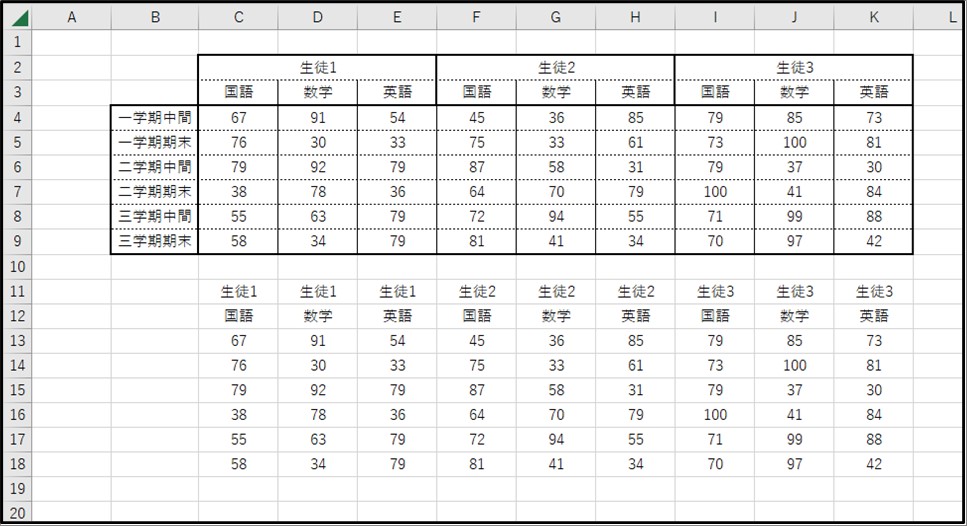 A B C D E F G H I J K L
1
2 生徒1 生徒2 生徒3
3 国語 数学 英語 国語 数学 英語 国語 数学 英語
4 一学期中間 67 91 54 45 36 85 79 85 73
5 一学期期末 76 30 33 75 33 61 73 100 81
6 二学期中間 79 92 79 87 58 31 79 37 30
7 二学期期末 38 78 36 64 70 79 100 41 84
8 三学期中間 55 63 79 72 94 55 71 99 88
9 三学期期末 58 34 79 81 41 34 70 97 42
10
11 生徒1 生徒1 生徒1 生徒2 生徒2 生徒2 生徒3 生徒3 生徒3
12 国語 数学 英語 国語 数学 英語 国語 数学 英語
13 67 91 54 45 36 85 79 85 73
14 76 30 33 75 33 61 73 100 81
15 79 92 79 87 58 31 79 37 30
16 38 78 36 64 70 79 100 41 84
17 55 63 79 72 94 55 71 99 88
18 58 34 79 81 41 34 70 97 42
19
20